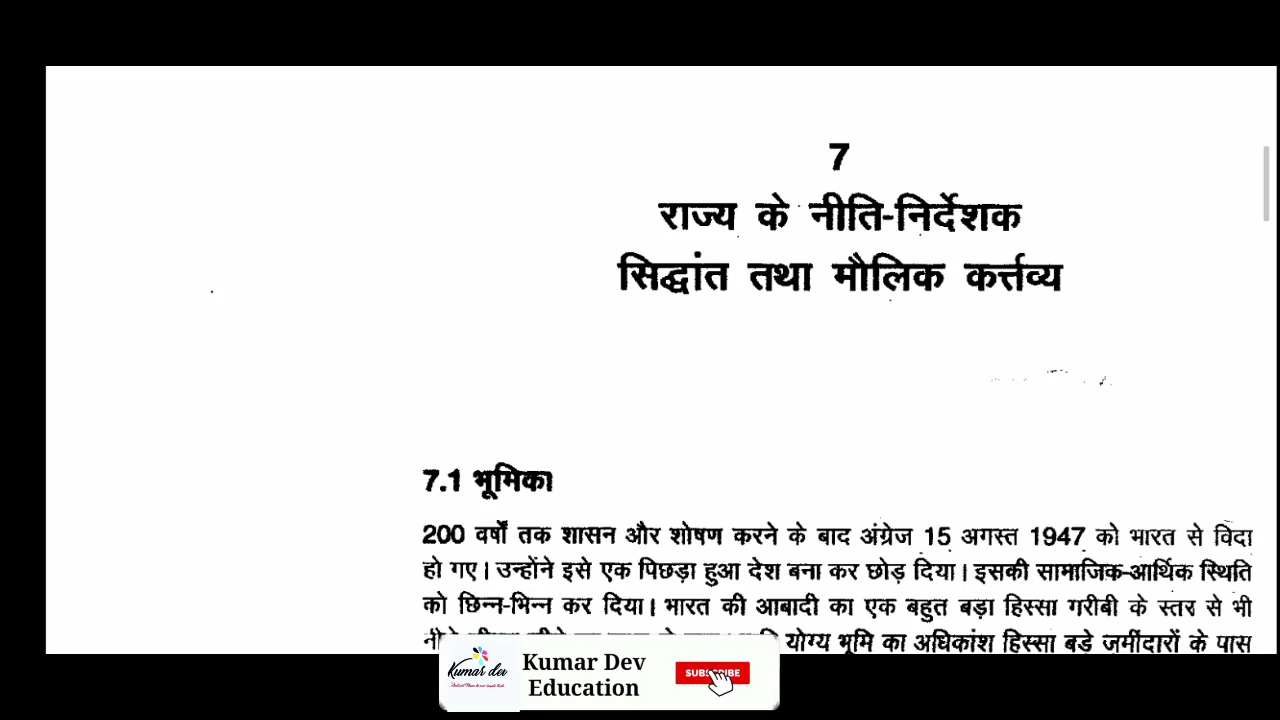 7
राज्य के नीति-निर्देशक
सिद्धांत तथा मौलिक कर्त्तव्य
7.1 भूमिका
200 वर्षों तक शासन और शोषण करने के बाद अंग्रेज 15 अगस्त 1947 को भारत से विदा
हो गए। उन्होंने इसे एक पिछड़ा हुआ देश बना कर छोड़ दिया। इसकी सामाजिक-आर्थिक स्थिति
को छिन्न-भिन्न कर दिया। भारत की आबादी का एक बहुत बड़ा हिस्सा गरीबी के स्तर से भी
योग्य भूमि का अधिकांश हिस्सा बड़े जमींदारों के पास
Kumar dev
Kumar Dev
Education
SUBSCRIBE